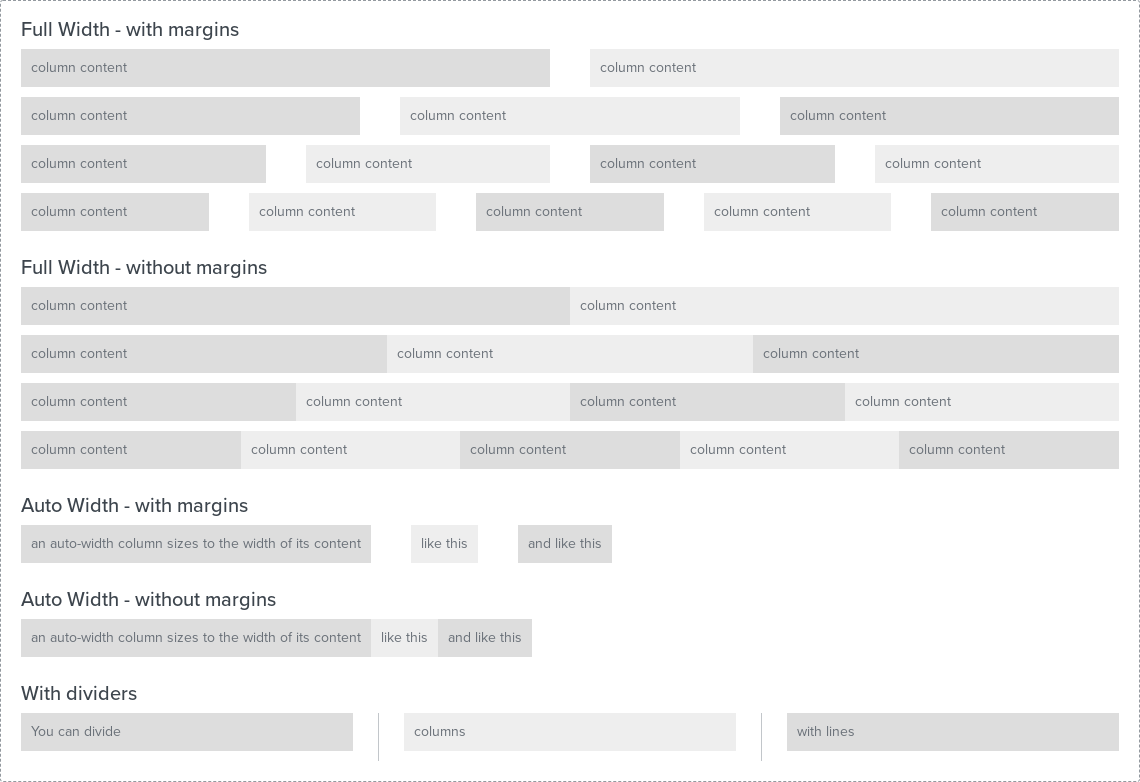 Full Width - with margins
column content column content
column content column content column content
column content column content column content column content
column content column content column content column content column content
Full Width - without margins
column content column content
column content column content column content
column content column content column content column content
column content column content column content column content column content
Auto Width - with margins
an auto-width column sizes to the width of its content like this and like this
Auto Width - without margins
an auto-width column sizes to the width of its content like this and like this
With dividers
You can divide columns with lines